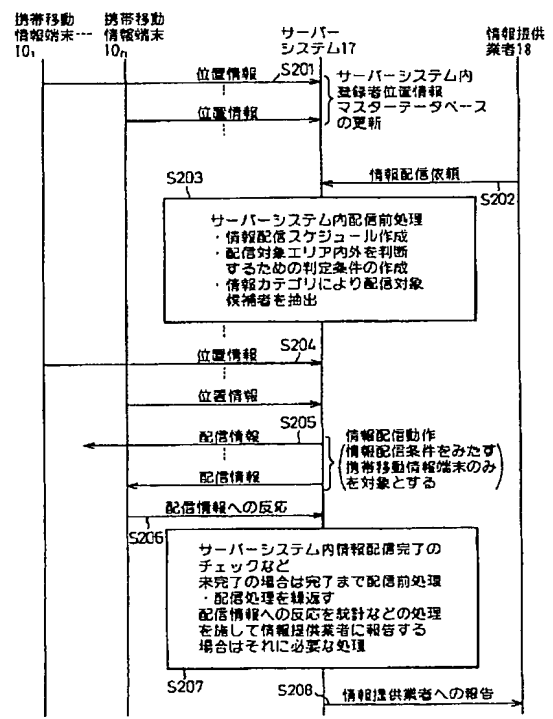 携帯移動
情報端末…
10₁
携帯移動
情報端末
10ₙ
サーバー
システム17
情報提供
業者18
位置情報
S201
サーバーシステム内
登録者位置情報
マスターデータベース
の更新
位置情報
情報配信依頼
S202
S203
サーバーシステム内配信前処理
・情報配信スケジュール作成
・配信対象エリア内外を判断
するための判定条件の作成
・情報カテゴリにより配信対象
候補者を抽出
位置情報
S204
位置情報
配信情報
S205
情報配信動作
(情報配信条件をみたす
携帯移動情報端末のみ
を対象とする)
配信情報
配信情報への反応
S206
サーバーシステム内情報配信完了の
チェックなど
未完了の場合は完了まで配信前処理
・配信処理を繰返す
配信情報への反応を統計などの処理
を施して情報提供業者に報告する
場合はそれに必要な処理
S207
S208
情報提供業者への報告